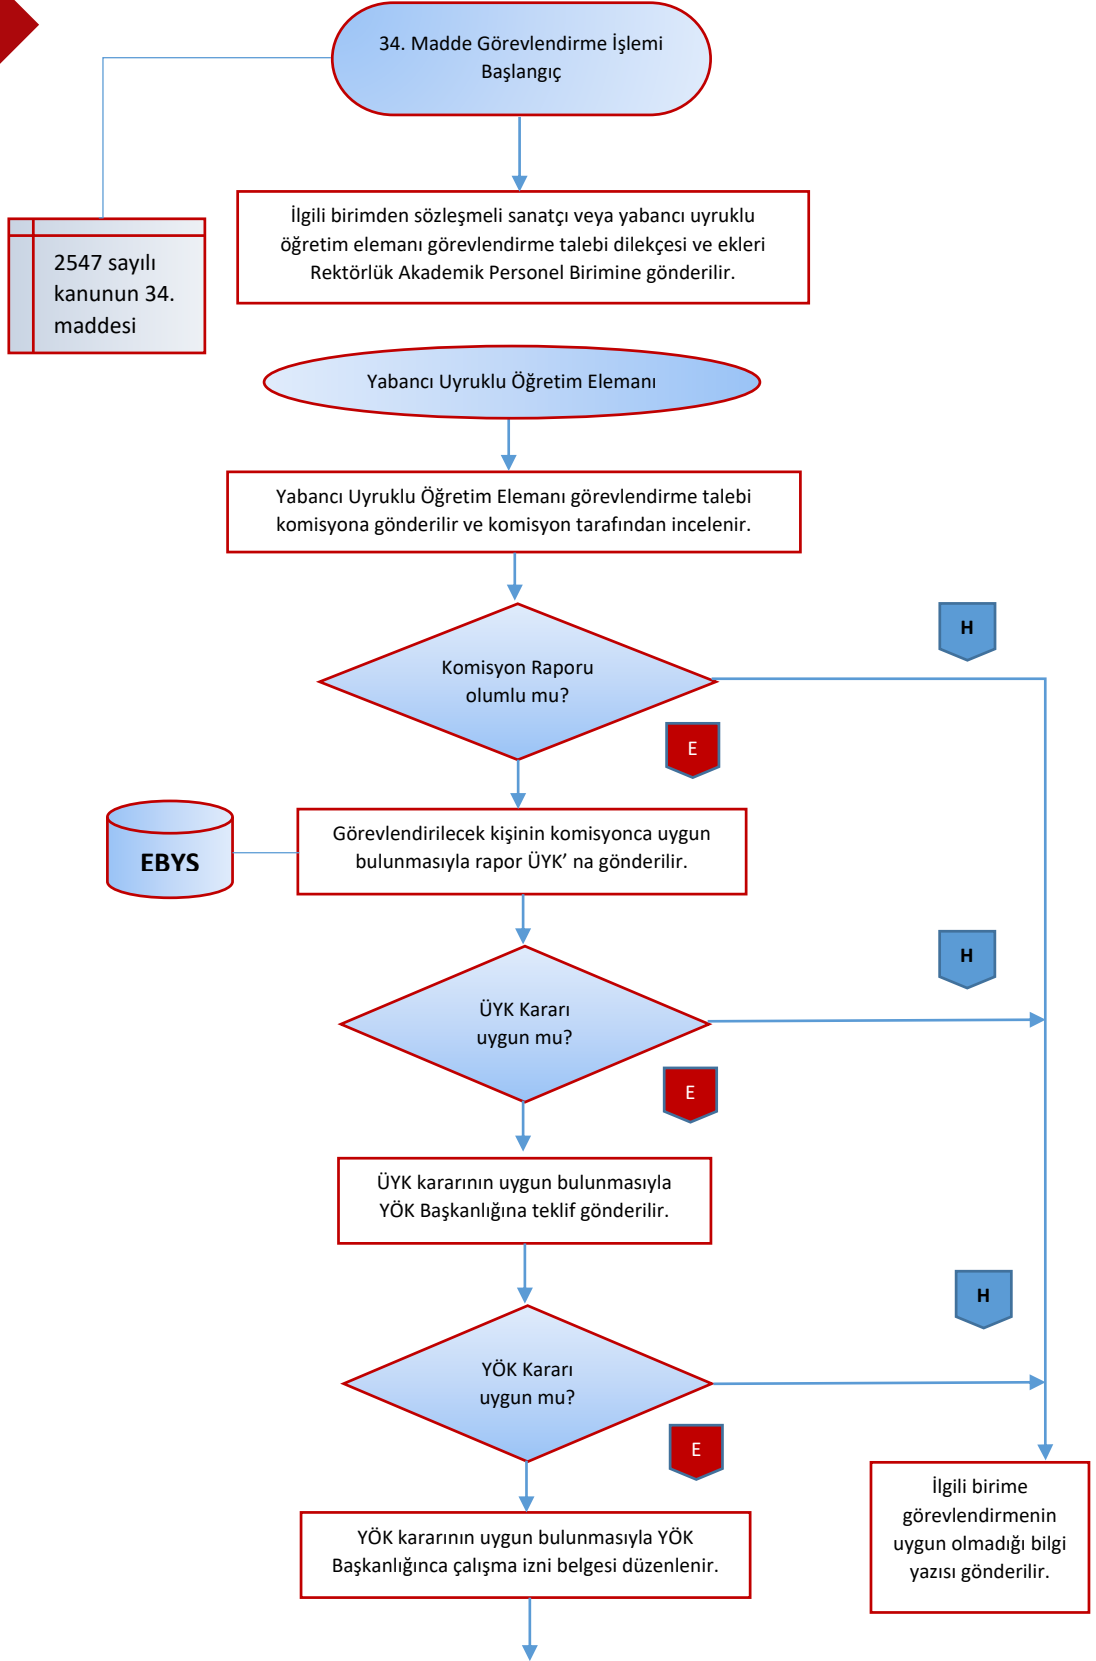 34. Madde Görevlendirme İşlemi
Başlangıç
İlgili birimden sözleşmeli sanatçı veya yabancı uyruklu
öğretim elemanı görevlendirme talebi dilekçesi ve ekleri
Rektörlük Akademik Personel Birimine gönderilir.
2547 sayılı
kanunun 34.
maddesi
Yabancı Uyruklu Öğretim Elemanı
Yabancı Uyruklu Öğretim Elemanı görevlendirme talebi
komisyona gönderilir ve komisyon tarafından incelenir.
H
Komisyon Raporu
olumlu mu?
E
Görevlendirilecek kişinin komisyonca uygun
bulunmasıyla rapor ÜYK’ na gönderilir.
EBYS
H
ÜYK Kararı
uygun mu?
E
ÜYK kararının uygun bulunmasıyla
YÖK Başkanlığına teklif gönderilir.
H
YÖK Kararı
uygun mu?
E
YÖK kararının uygun bulunmasıyla YÖK
Başkanlığınca çalışma izni belgesi düzenlenir.
İlgili birime
görevlendirmenin
uygun olmadığı bilgi
yazısı gönderilir.